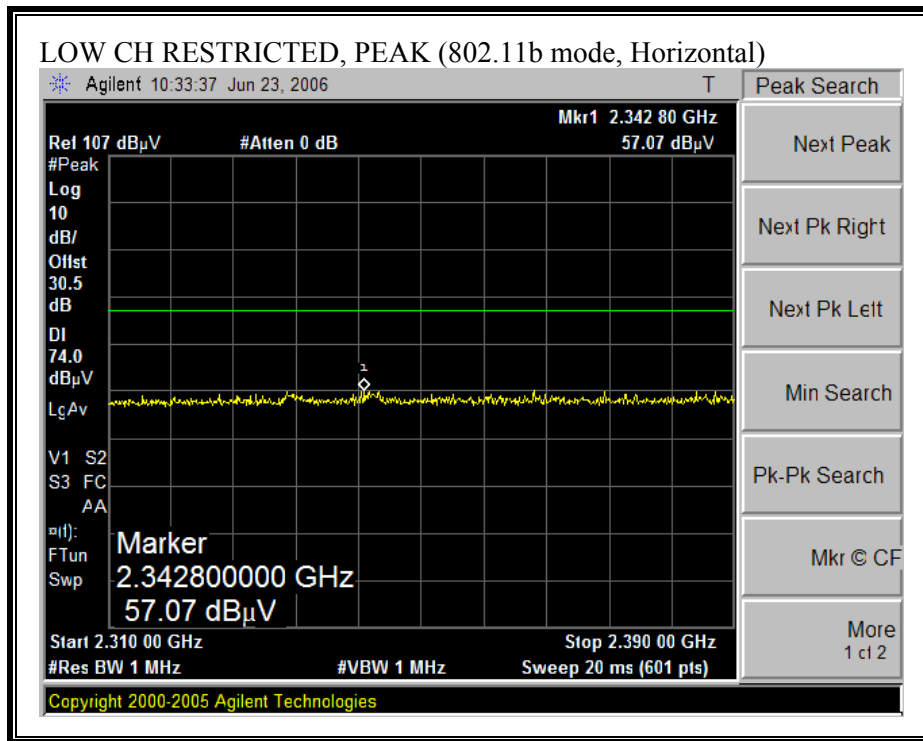 LOW CH RESTRICTED, PEAK (802.11b mode, Horizontal)
Agilent 10:33:37 Jun 23, 2006 T
Peak Search
Mkr1 2.342 80 GHz
Ref 107 dBµV #Atten 0 dB 57.07 dBµV
#Peak
Log
10
dB/
Offst
30.5
dB
DI
74.0
dBµV
LgAv
1
V1 S2
S3 FC
AA
¤(f):
FTun
Swp
Marker
2.342800000 GHz
57.07 dBµV
Start 2.310 00 GHz Stop 2.390 00 GHz
#Res BW 1 MHz #VBW 1 MHz Sweep 20 ms (601 pts)
Copyright 2000-2005 Agilent Technologies
Next Peak
Next Pk Right
Next Pk Left
Min Search
Pk-Pk Search
Mkr © CF
More
1 of 2